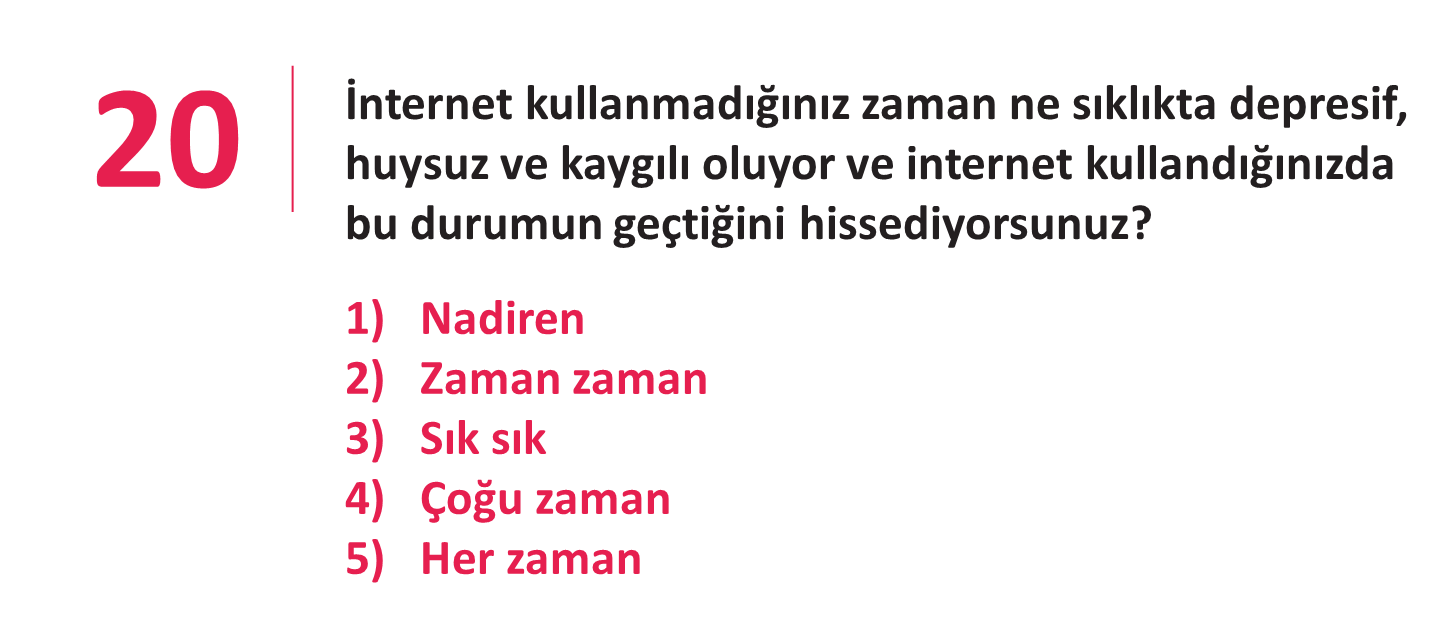 20
İnternet kullanmadığınız zaman ne sıklıkta depresif,
huysuz ve kaygılı oluyor ve internet kullandığınızda
bu durumun geçtiğini hissediyorsunuz?
1) Nadiren
2) Zaman zaman
3) Sık sık
4) Çoğu zaman
5) Her zaman